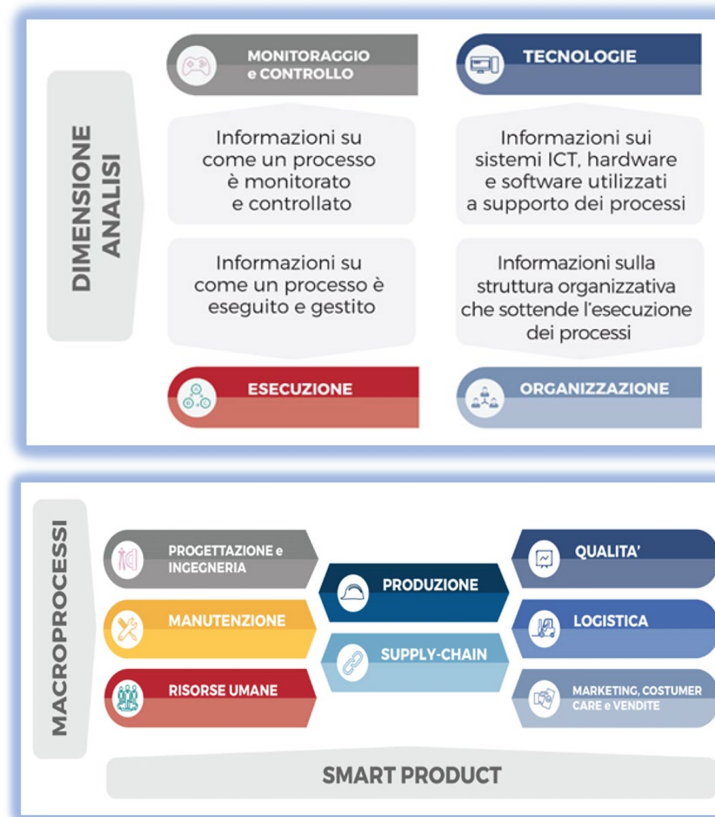 DIMENSIONE
ANALISI
MONITORAGGIO
e CONTROLLO
Informazioni su
come un processo
è monitorato
e controllato
Informazioni su
come un processo è
eseguito e gestito
ESECUZIONE
TECNOLOGIE
Informazioni sui
sistemi ICT, hardware
e software utilizzati
a supporto dei processi
Informazioni sulla
struttura organizzativa
che sottende l'esecuzione
dei processi
ORGANIZZAZIONE
MACROPROCESSI
PROGETTAZIONE e
INGEGNERIA
MANUTENZIONE
RISORSE UMANE
PRODUZIONE
SUPPLY-CHAIN
QUALITA'
LOGISTICA
MARKETING, COSTUMER
CARE e VENDITE
SMART PRODUCT